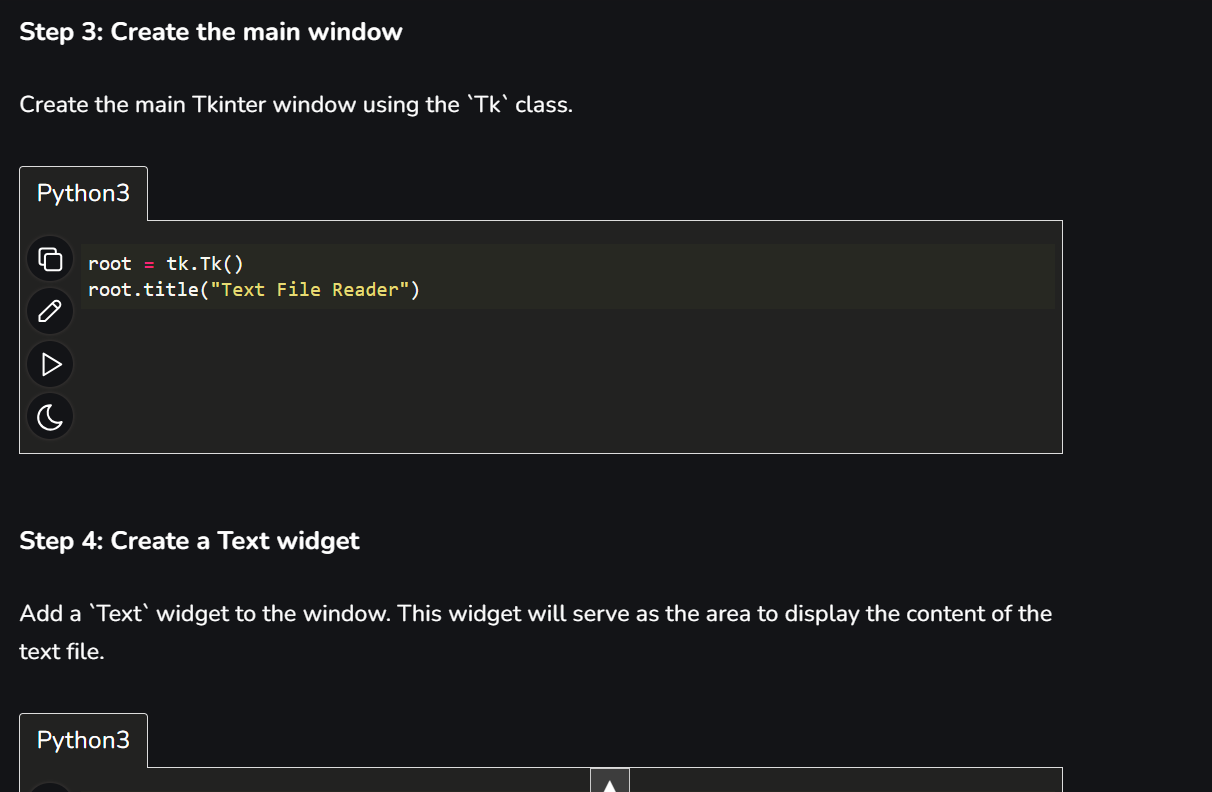 Step 3: Create the main window
Create the main Tkinter window using the `Tk` class.
Python3
root = tk.Tk()
root.title("Text File Reader")
Step 4: Create a Text widget
Add a `Text` widget to the window. This widget will serve as the area to display the content of the
text file.
Python3